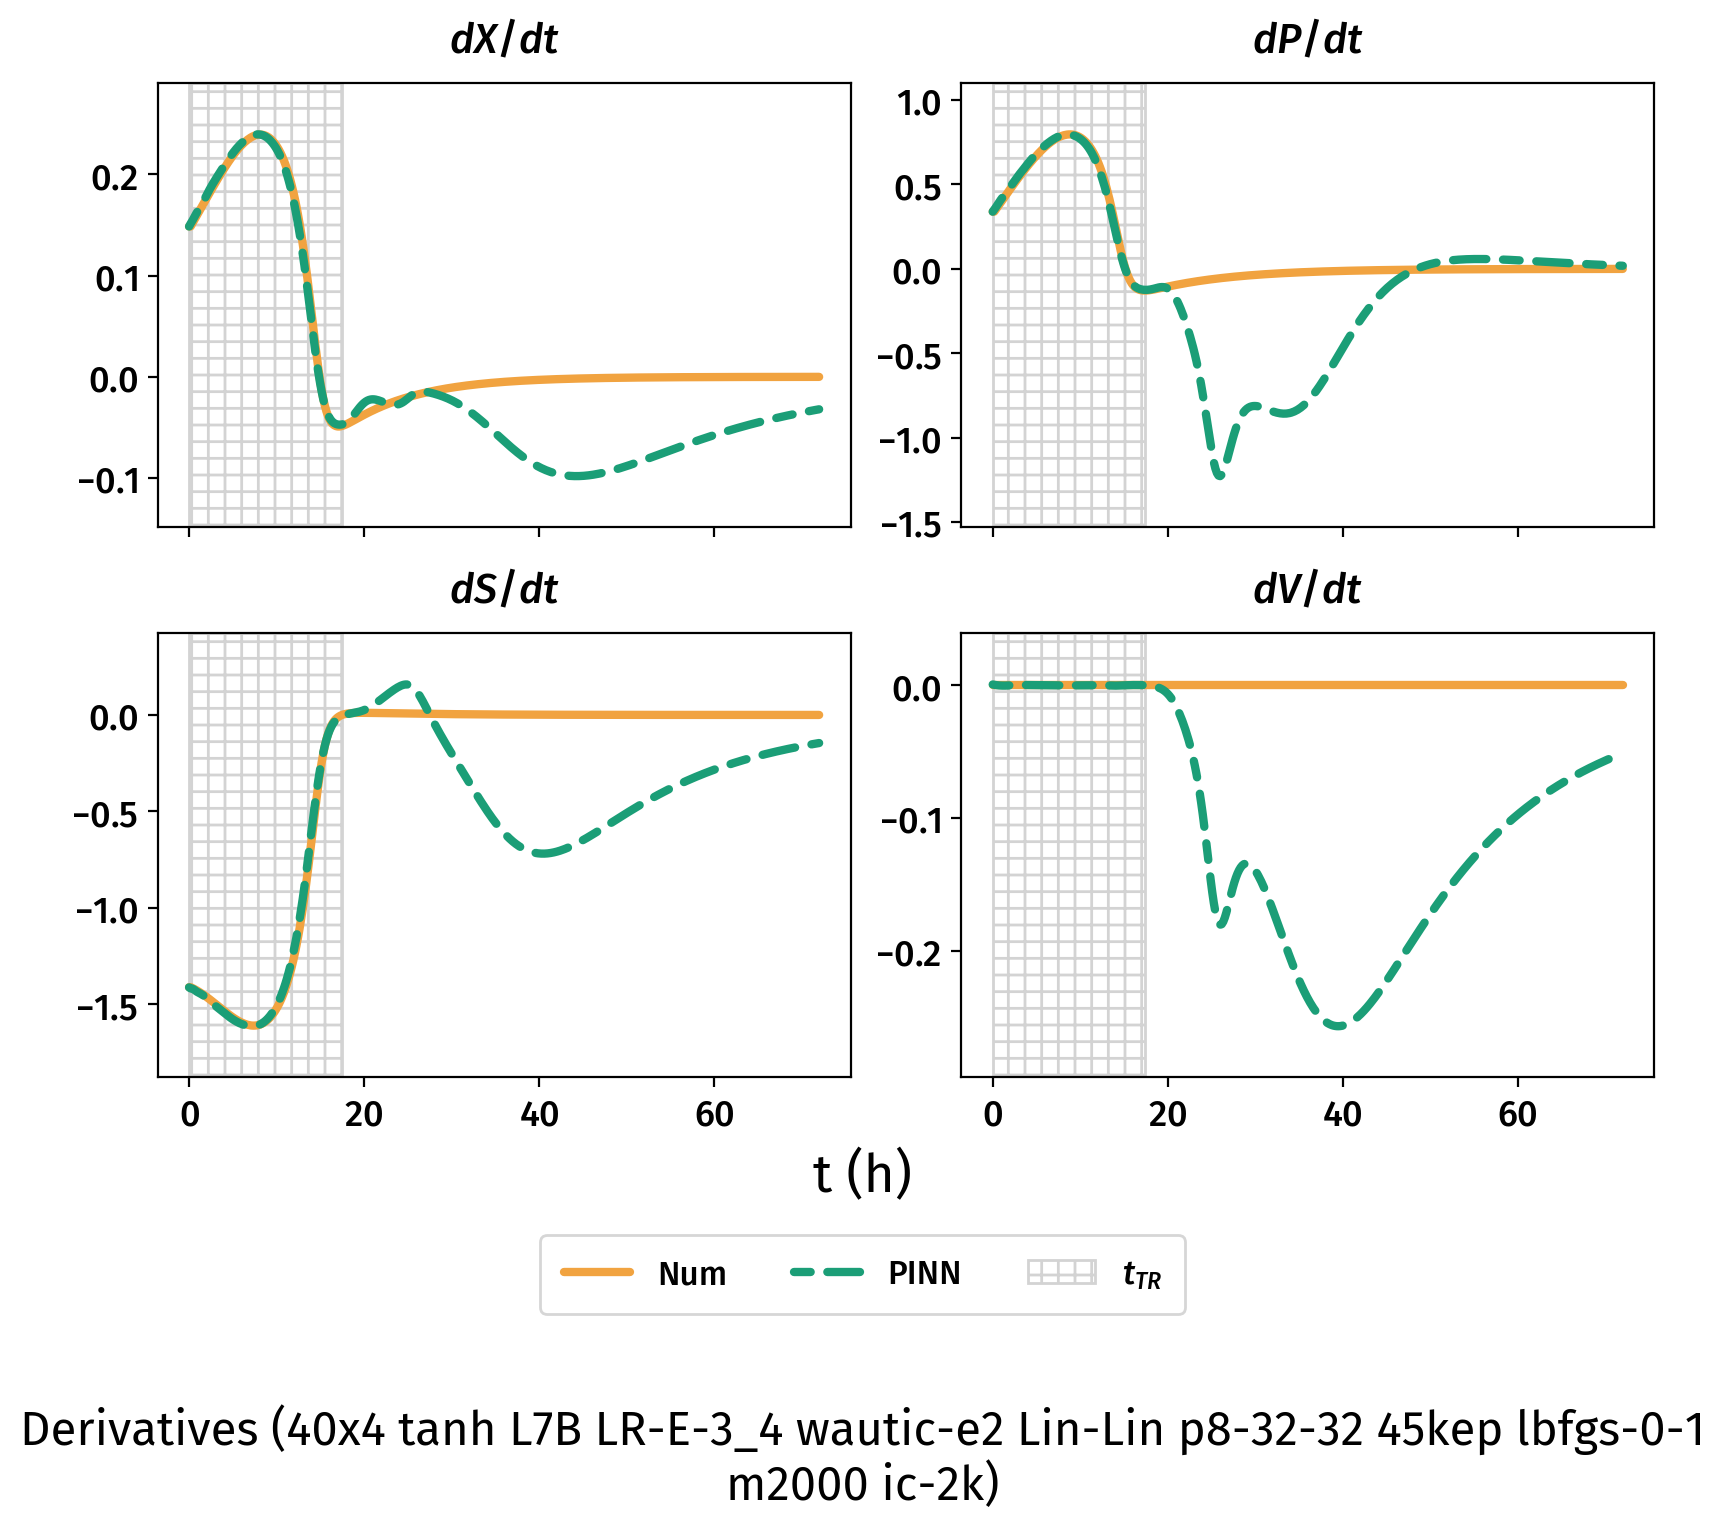 dX/dt
dP/dt
0.2
0.1
0.0
−0.1
1.0
0.5
0.0
−0.5
−1.0
−1.5
dS/dt
dV/dt
0.0
−0.5
−1.0
−1.5
0
20
40
60
0.0
−0.1
−0.2
0
20
40
60
t (h)
Num
PINN
tTR
Derivatives (40x4 tanh L7B LR-E-3_4 wautic-e2 Lin-Lin p8-32-32 45kep lbfgs-0-1
m2000 ic-2k)